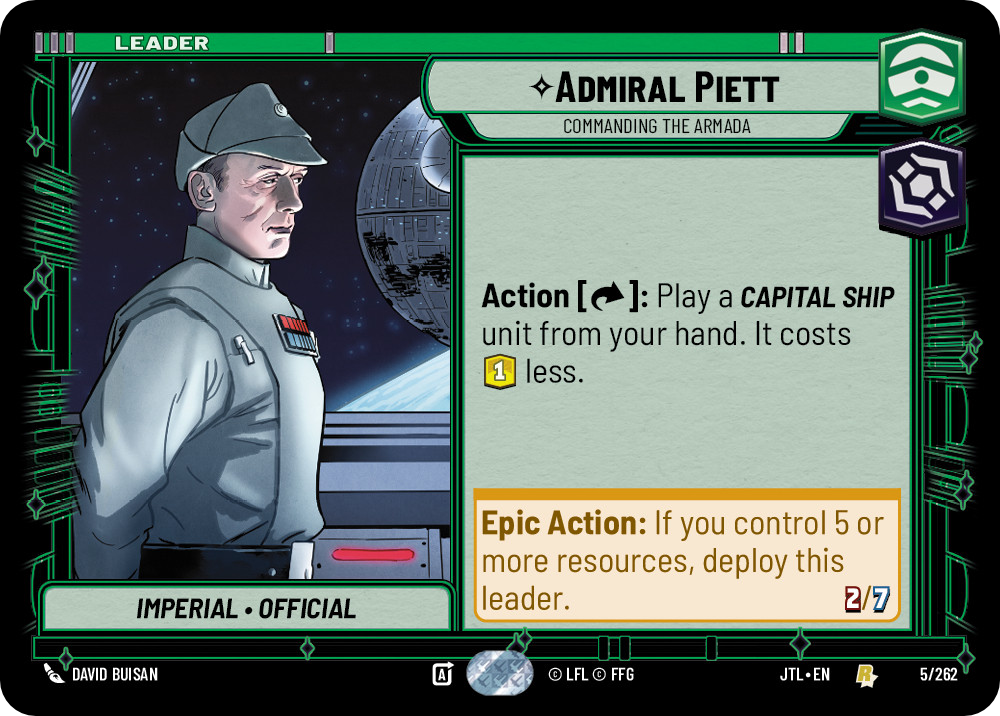 LEADER
ADMIRAL PIETT
COMMANDING THE ARMADA
Action [ ]: Play a CAPITAL SHIP
unit from your hand. It costs
1 less.
Epic Action: If you control 5 or
more resources, deploy this
leader.
2/7
IMPERIAL • OFFICIAL
DAVID BUISAN
A
© LFL © FFG
JTL•EN
R
5/262